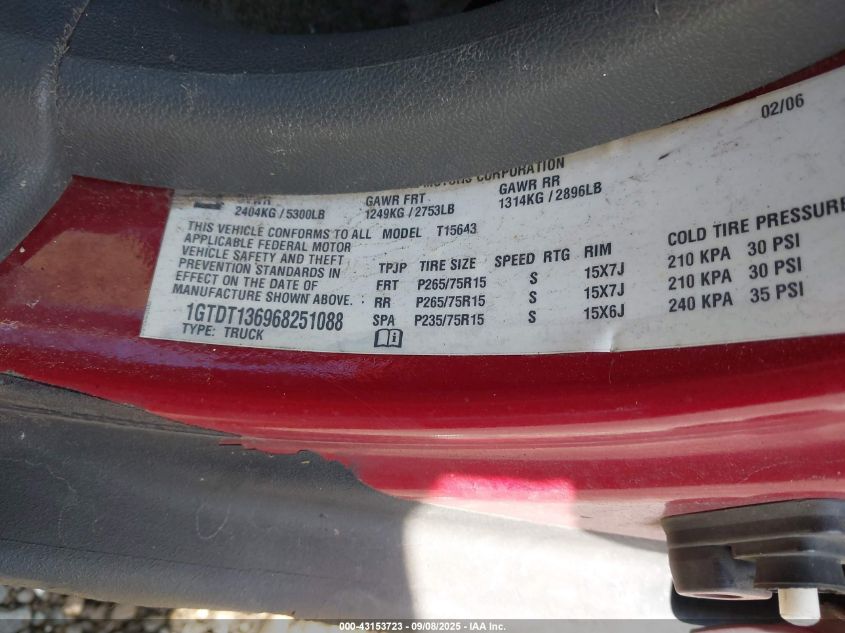 02/06
MOTORS CORPORATION
GVWR GAWR FRT GAWR RR
2404KG / 5300LB 1249KG / 2753LB 1314KG / 2896LB
THIS VEHICLE CONFORMS TO ALL MODEL T15643
APPLICABLE FEDERAL MOTOR
VEHICLE SAFETY AND THEFT
PREVENTION STANDARDS IN
EFFECT ON THE DATE OF
MANUFACTURE SHOWN ABOVE.
1GTDT136968251088
TYPE: TRUCK
TPJP TIRE SIZE SPEED RTG RIM COLD TIRE PRESSURE
FRT P265/75R15 S 15X7J 210 KPA 30 PSI
RR P265/75R15 S 15X7J 210 KPA 30 PSI
SPA P235/75R15 S 15X6J 240 KPA 35 PSI
000-43153723 - 09/08/2025 - IAA Inc.